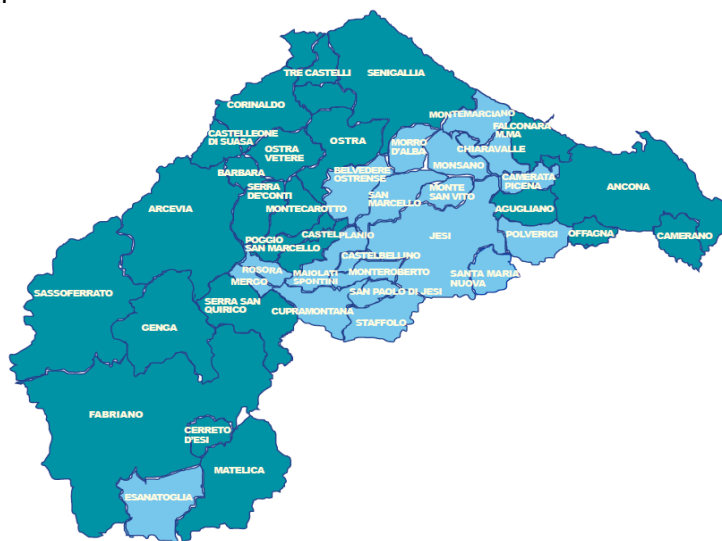 TRE CASTELLI
SENIGALLIA
CORINALDO
MONTEMARCIANO
FALCONARA
M.MA
CASTELLEONE
DI SUASA
OSTRA
MORRO
D'ALBA
CHIARAVALLE
OSTRA
VETERE
MONSANO
BARBARA
BELVEDERE
OSTRENSE
CAMERATA
PICENA
ANCONA
SERRA
DE'CONTI
SAN
MARCELLO
MONTE
SAN VITO
ARCEVIA
MONTECAROTTO
AGUGLIANO
CASTELPLANIO
JESI
POLVERIGI
OFFAGNA
CAMERANO
POGGIO
SAN MARCELLO
CASTELBELLINO
ROSORA
MERGO
MAIOLATI
SPONTINI
MONTEROBERTO
SANTA MARIA
NUOVA
SASSOFERRATO
SAN PAOLO DI JESI
SERRA SAN
QUIRICO
CUPRAMONTANA
STAFFOLO
GENGA
FABRIANO
CERRETO
D'ESI
MATELICA
ESANATOGLIA